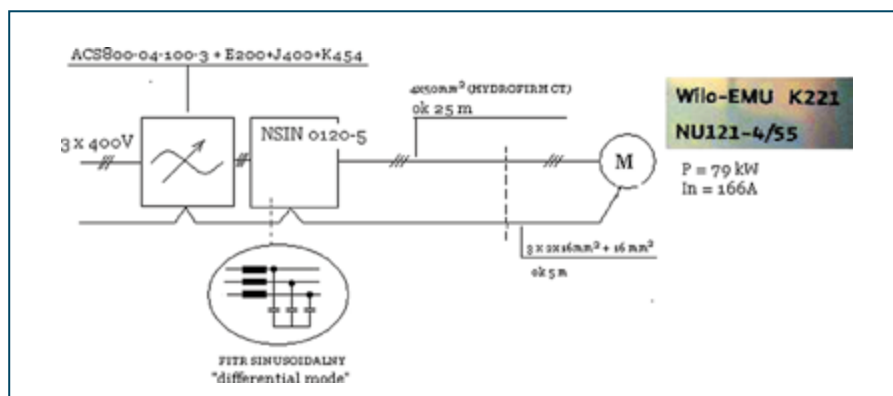 ACS800-04-100-3 + E200+J400+K454
4x50mm² (HYDROFIRM CT)
ok 25 m
3 x 400V
NSIN 0120-5
M
Wilo-EMU K221
NU121-4/55
P = 79 kW
In = 166A
3 x 2x16mm² + 16 mm²
ok 5 m
FITR SINUSOIDALNY
"differential mode"